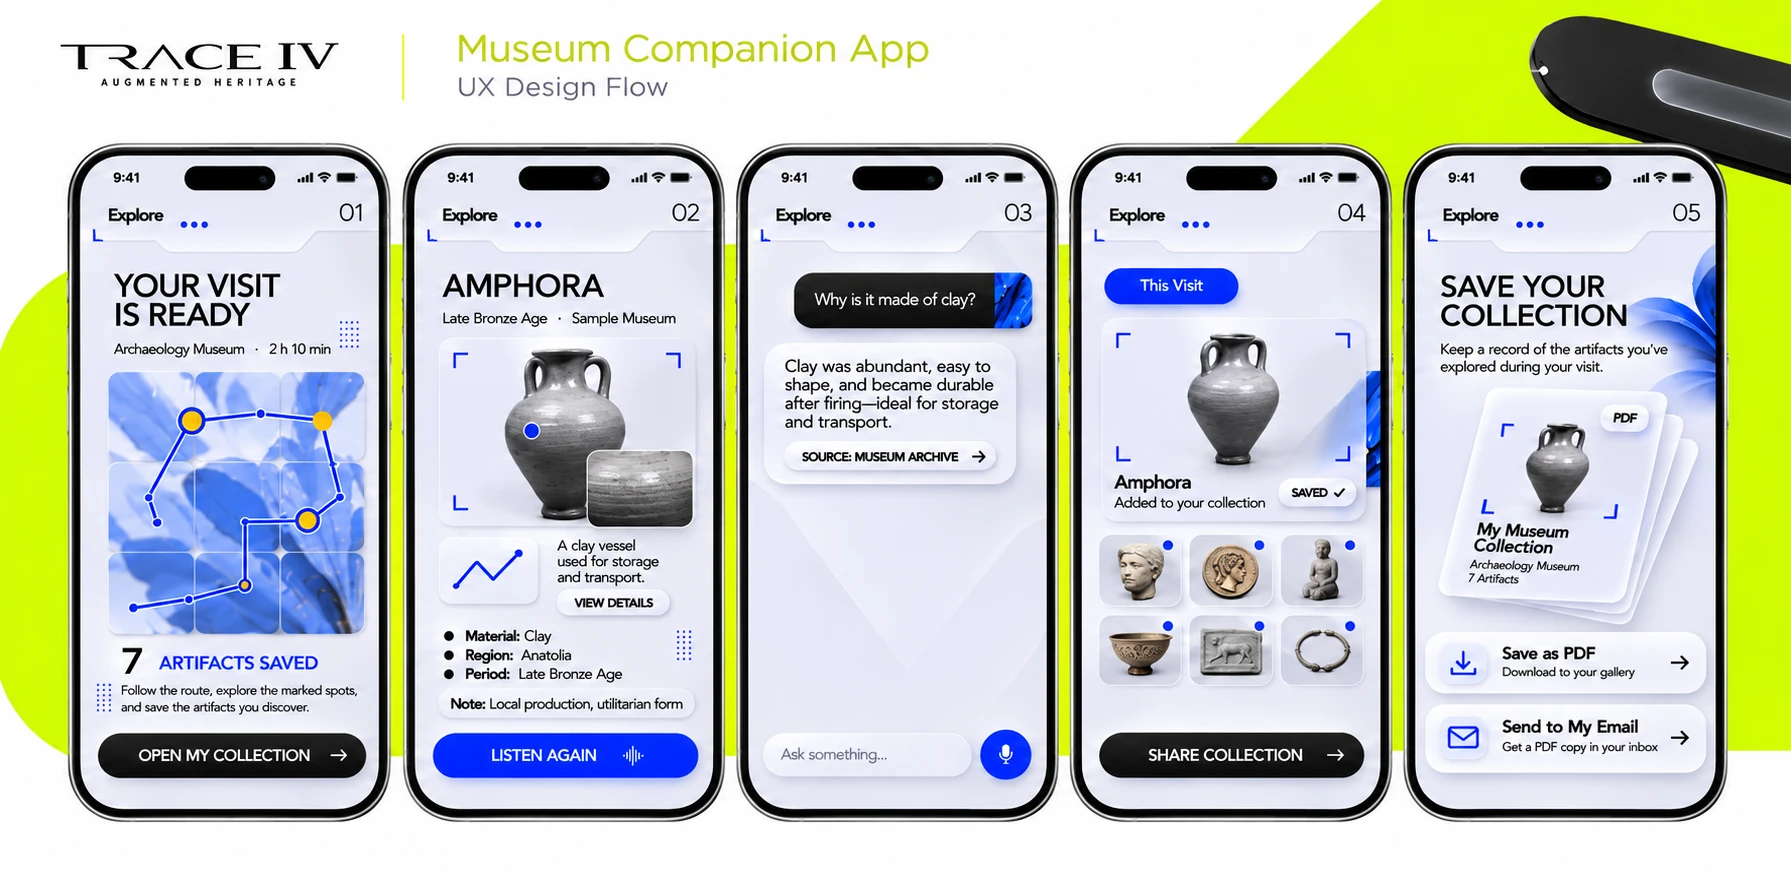 TRACE IV
AUGMENTED HERITAGE
Museum Companion App
UX Design Flow
9:41
Explore
01
YOUR VISIT
IS READY
Archaeology Museum · 2 h 10 min
7 ARTIFACTS SAVED
Follow the route, explore the marked spots,
and save the artifacts you discover.
OPEN MY COLLECTION →
9:41
Explore
02
AMPHORA
Late Bronze Age · Sample Museum
A clay vessel
used for storage
and transport.
VIEW DETAILS
● Material: Clay
● Region: Anatolia
● Period: Late Bronze Age
Note: Local production, utilitarian form
LISTEN AGAIN
9:41
Explore
03
Why is it made of clay?
Clay was abundant, easy to
shape, and became durable
after firing—ideal for storage
and transport.
SOURCE: MUSEUM ARCHIVE →
Ask something...
9:41
Explore
04
This Visit
Amphora
Added to your collection
SAVED ✓
SHARE COLLECTION →
9:41
Explore
05
SAVE YOUR
COLLECTION
Keep a record of the artifacts you've
explored during your visit.
PDF
My Museum
Collection
Archaeology Museum
7 Artifacts
Save as PDF
Download to your gallery
→
Send to My Email
Get a PDF copy in your inbox
→